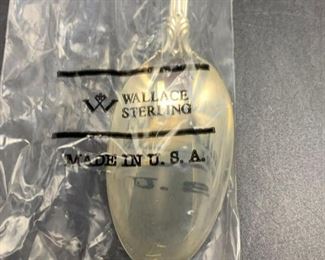 WALLACE
STERLING
MADE IN U. S. A.